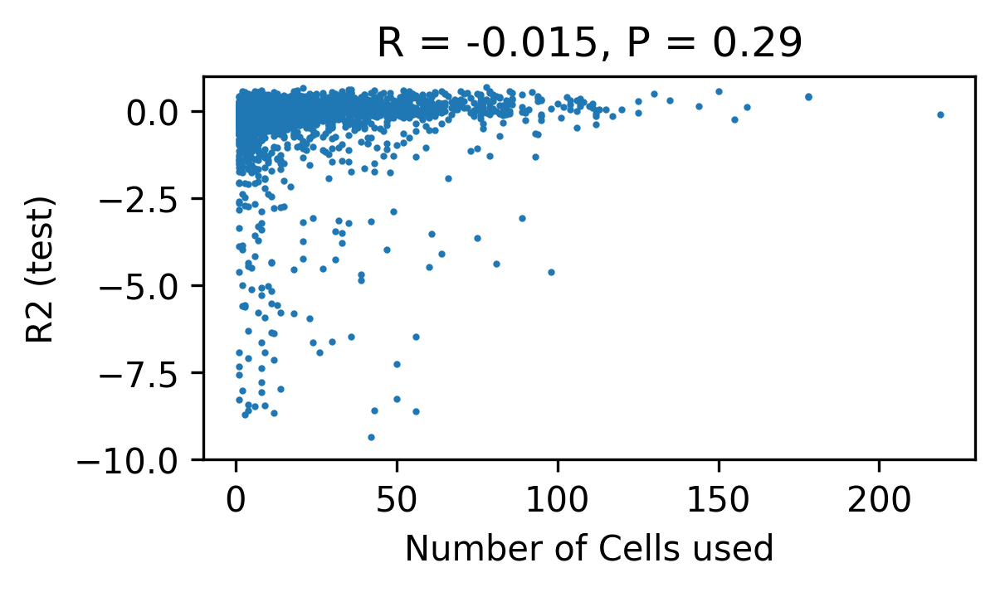 R = -0.015, P = 0.29
R2 (test)
0.0
−2.5
−5.0
−7.5
−10.0
0 50 100 150 200
Number of Cells used